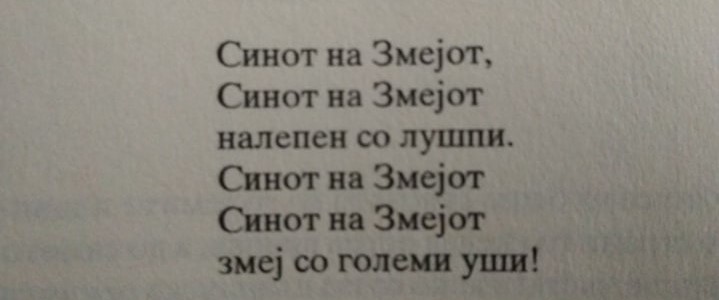 Синот на Змејот,
Синот на Змејот
налепен со лушпи.
Синот на Змејот
Синот на Змејот
змеј со големи уши!